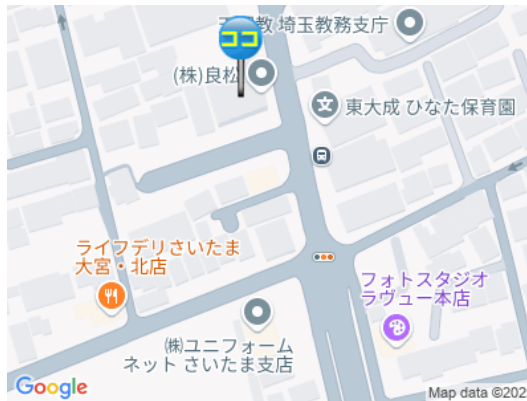 教 埼玉教務支庁
ココ
(株)良松
東大成 ひなた保育園
文
ライフデリさいたま
大宮・北店
フォトスタジオ
ラヴュー本店
㈱ユニフォーム
ネット さいたま支店
Google
Map data ©202